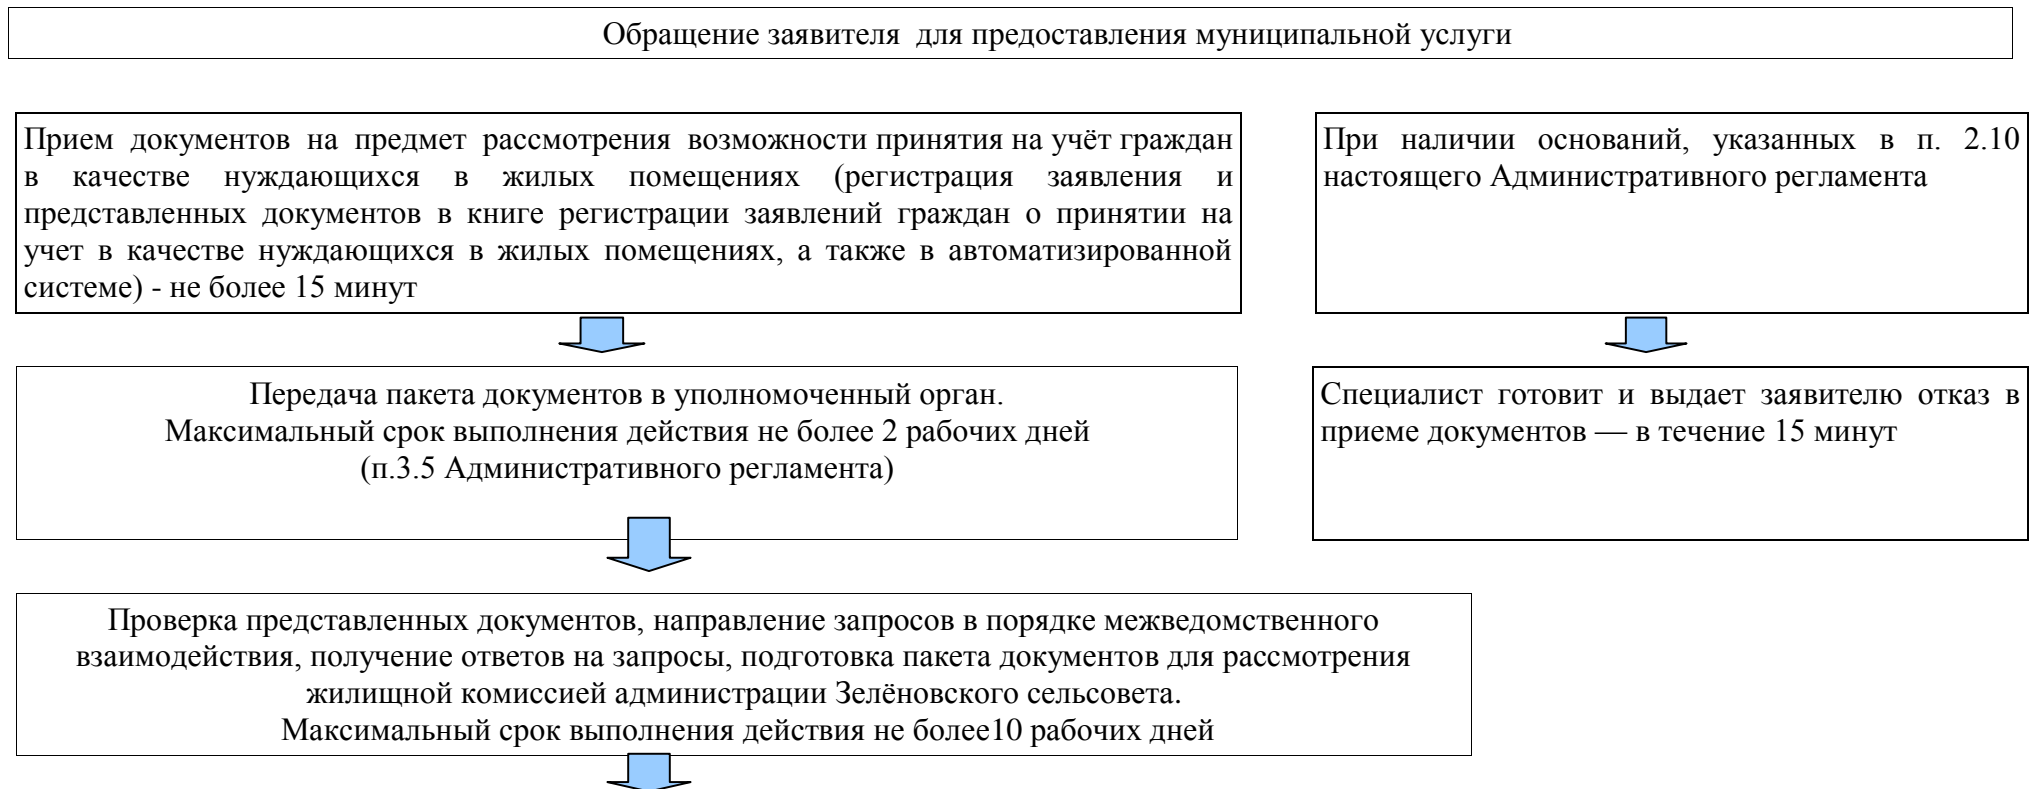 Обращение заявителя для предоставления муниципальной услуги
Прием документов на предмет рассмотрения возможности принятия на учёт граждан
в качестве нуждающихся в жилых помещениях (регистрация заявления и
представленных документов в книге регистрации заявлений граждан о принятии на
учет в качестве нуждающихся в жилых помещениях, а также в автоматизированной
системе) - не более 15 минут
При наличии оснований, указанных в п. 2.10
настоящего Административного регламента
Передача пакета документов в уполномоченный орган.
Максимальный срок выполнения действия не более 2 рабочих дней
(п.3.5 Административного регламента)
Специалист готовит и выдает заявителю отказ в
приеме документов — в течение 15 минут
Проверка представленных документов, направление запросов в порядке межведомственного
взаимодействия, получение ответов на запросы, подготовка пакета документов для рассмотрения
жилищной комиссией администрации Зелёновского сельсовета.
Максимальный срок выполнения действия не более10 рабочих дней